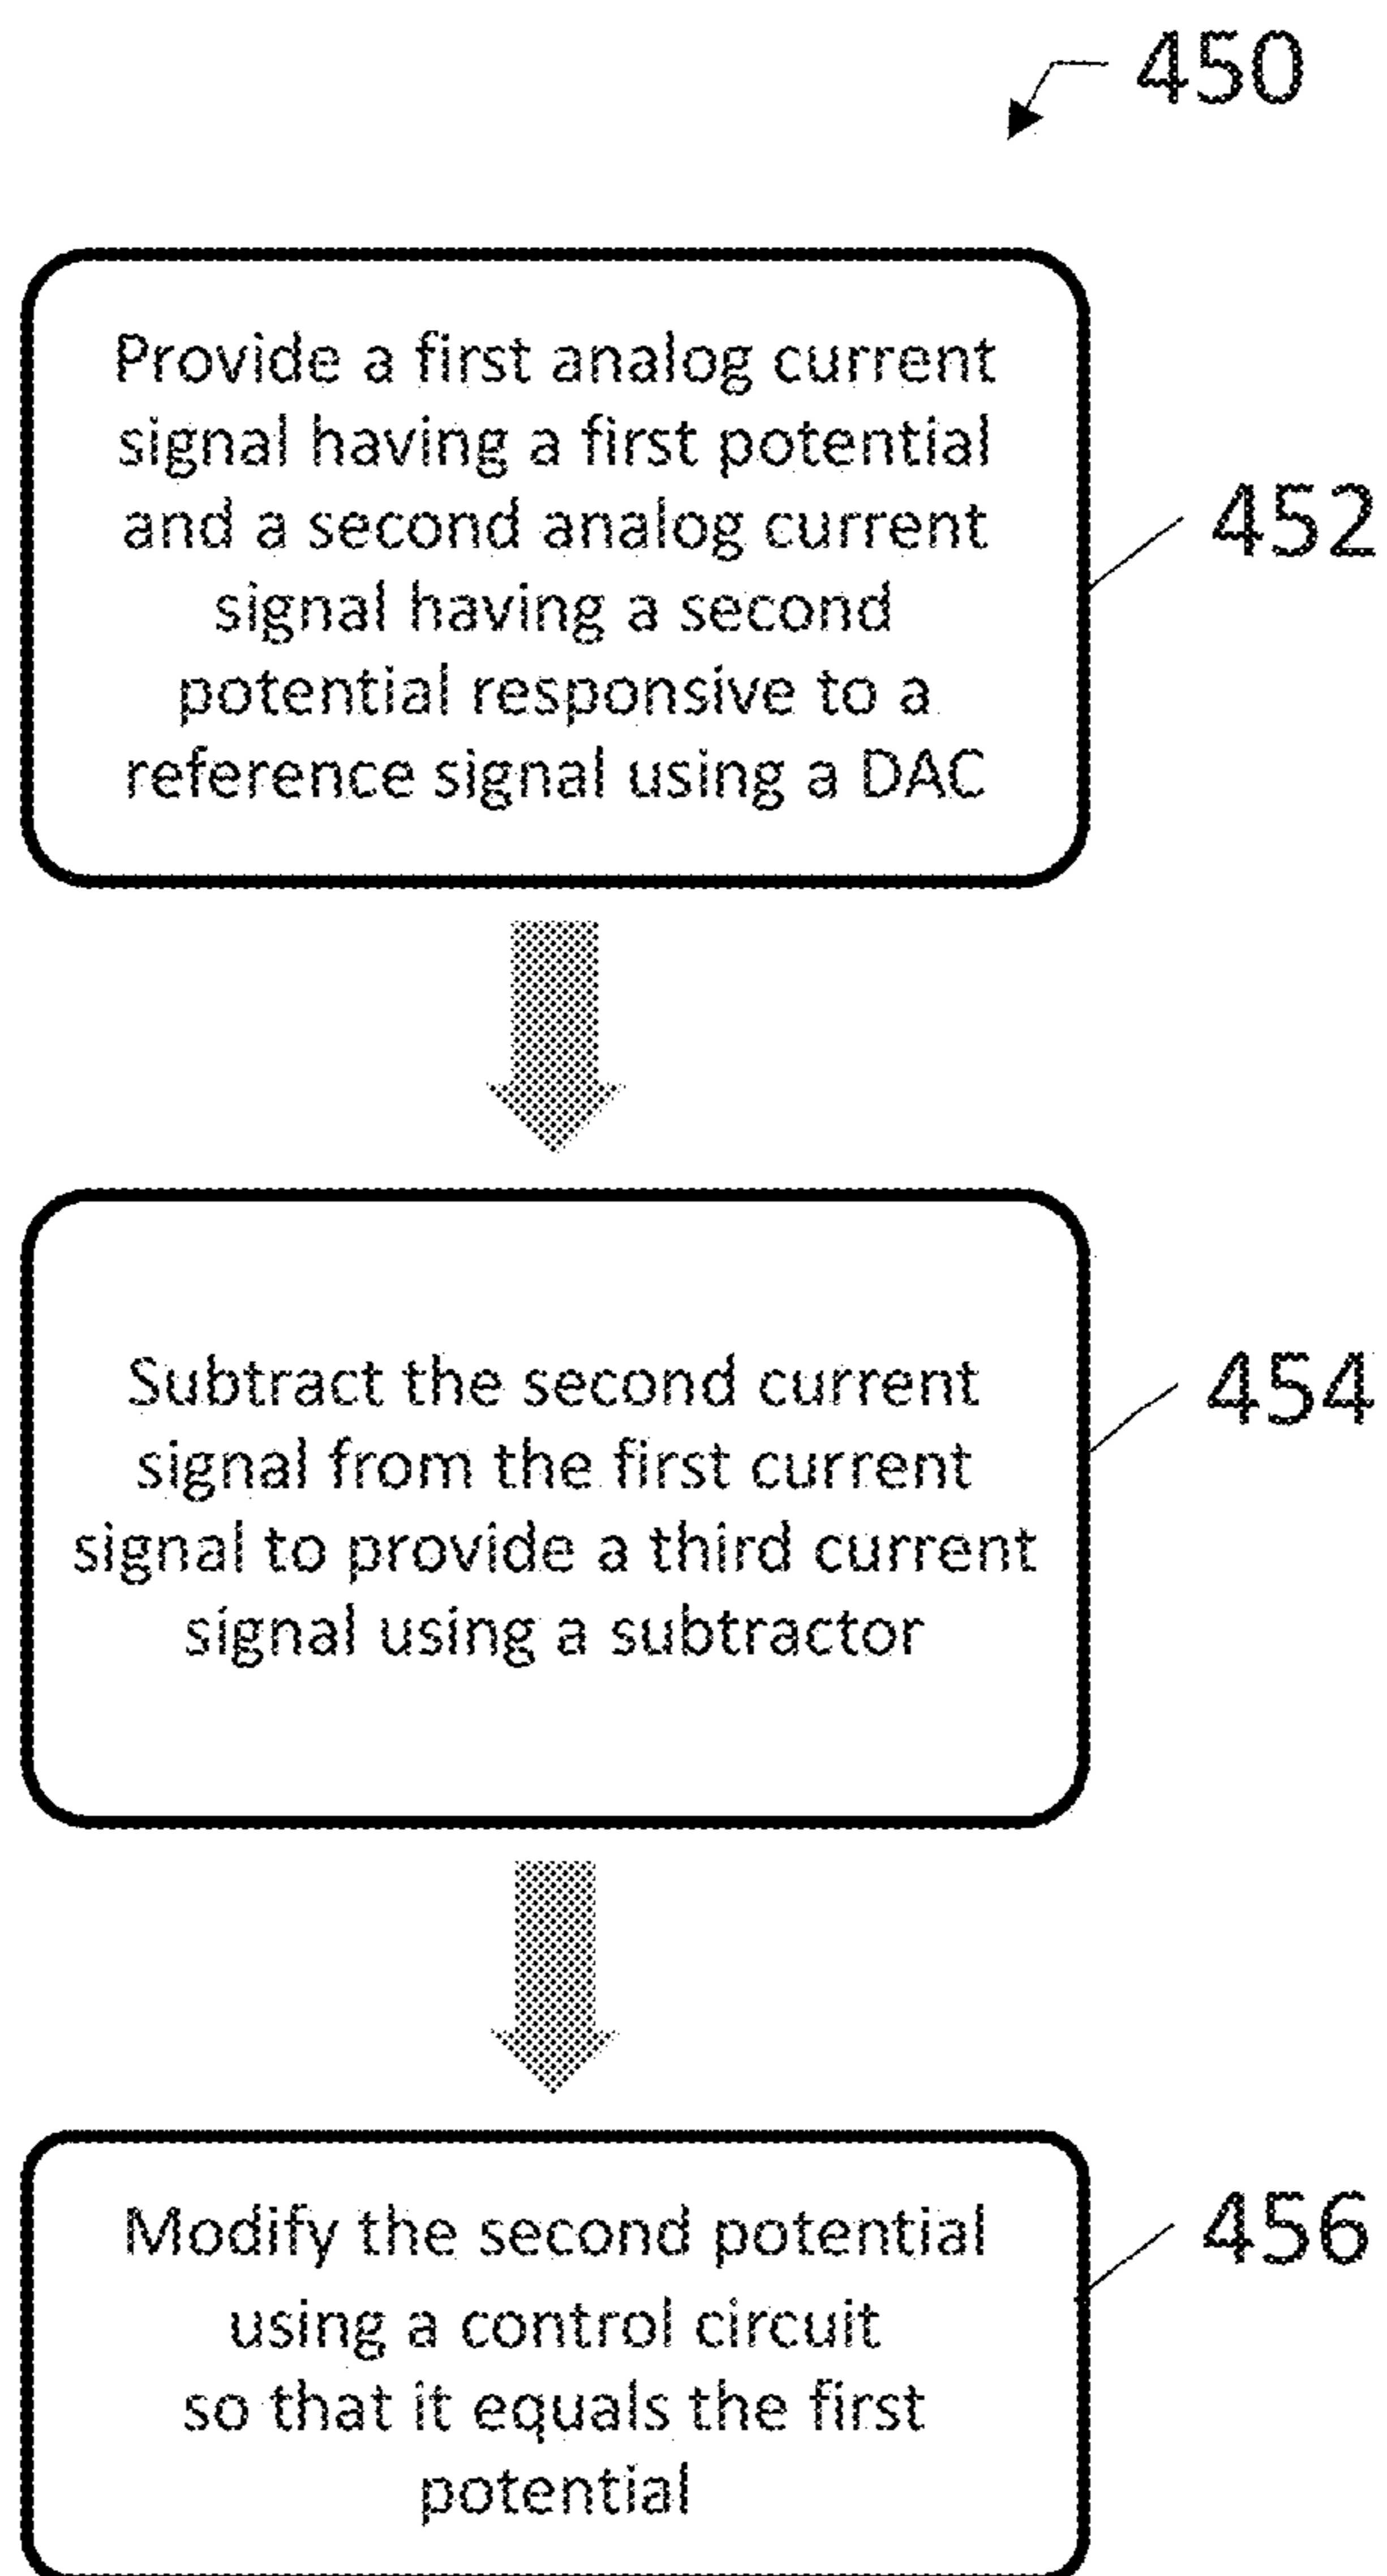 450
Provide a first analog current
signal having a first potential
and a second analog current
signal having a second
potential responsive to a
reference signal using a DAC
452
Subtract the second current
signal from the first current
signal to provide a third current
signal using a subtractor
454
Modify the second potential
using a control circuit
so that it equals the first
potential
456